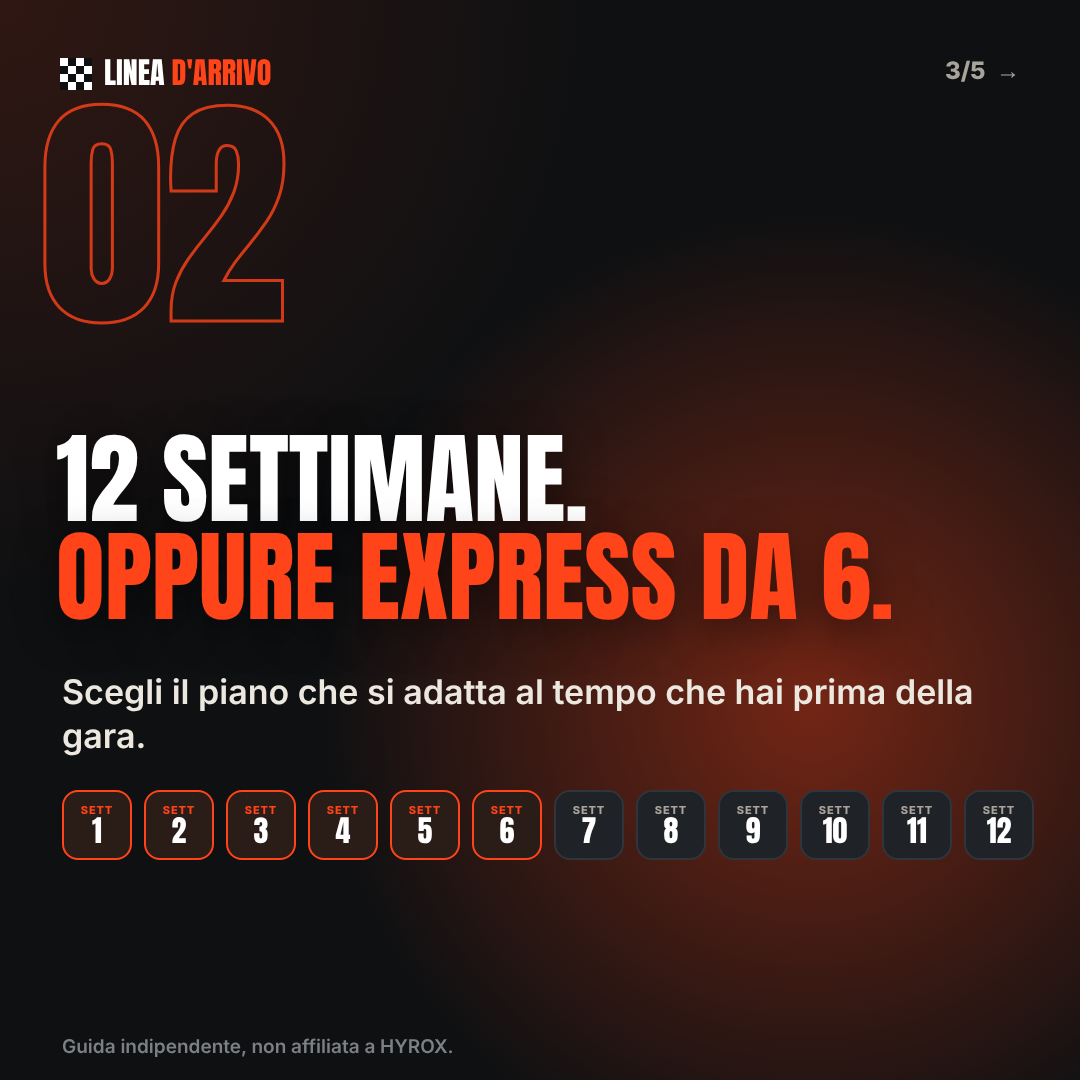 LINEA D'ARRIVO
3/5 →
02
12 SETTIMANE.
OPPURE EXPRESS DA 6.
Scegli il piano che si adatta al tempo che hai prima della
gara.
SETT SETT SETT SETT SETT SETT SETT SETT SETT SETT SETT SETT
1 2 3 4 5 6 7 8 9 10 11 12
Guida indipendente, non affiliata a HYROX.